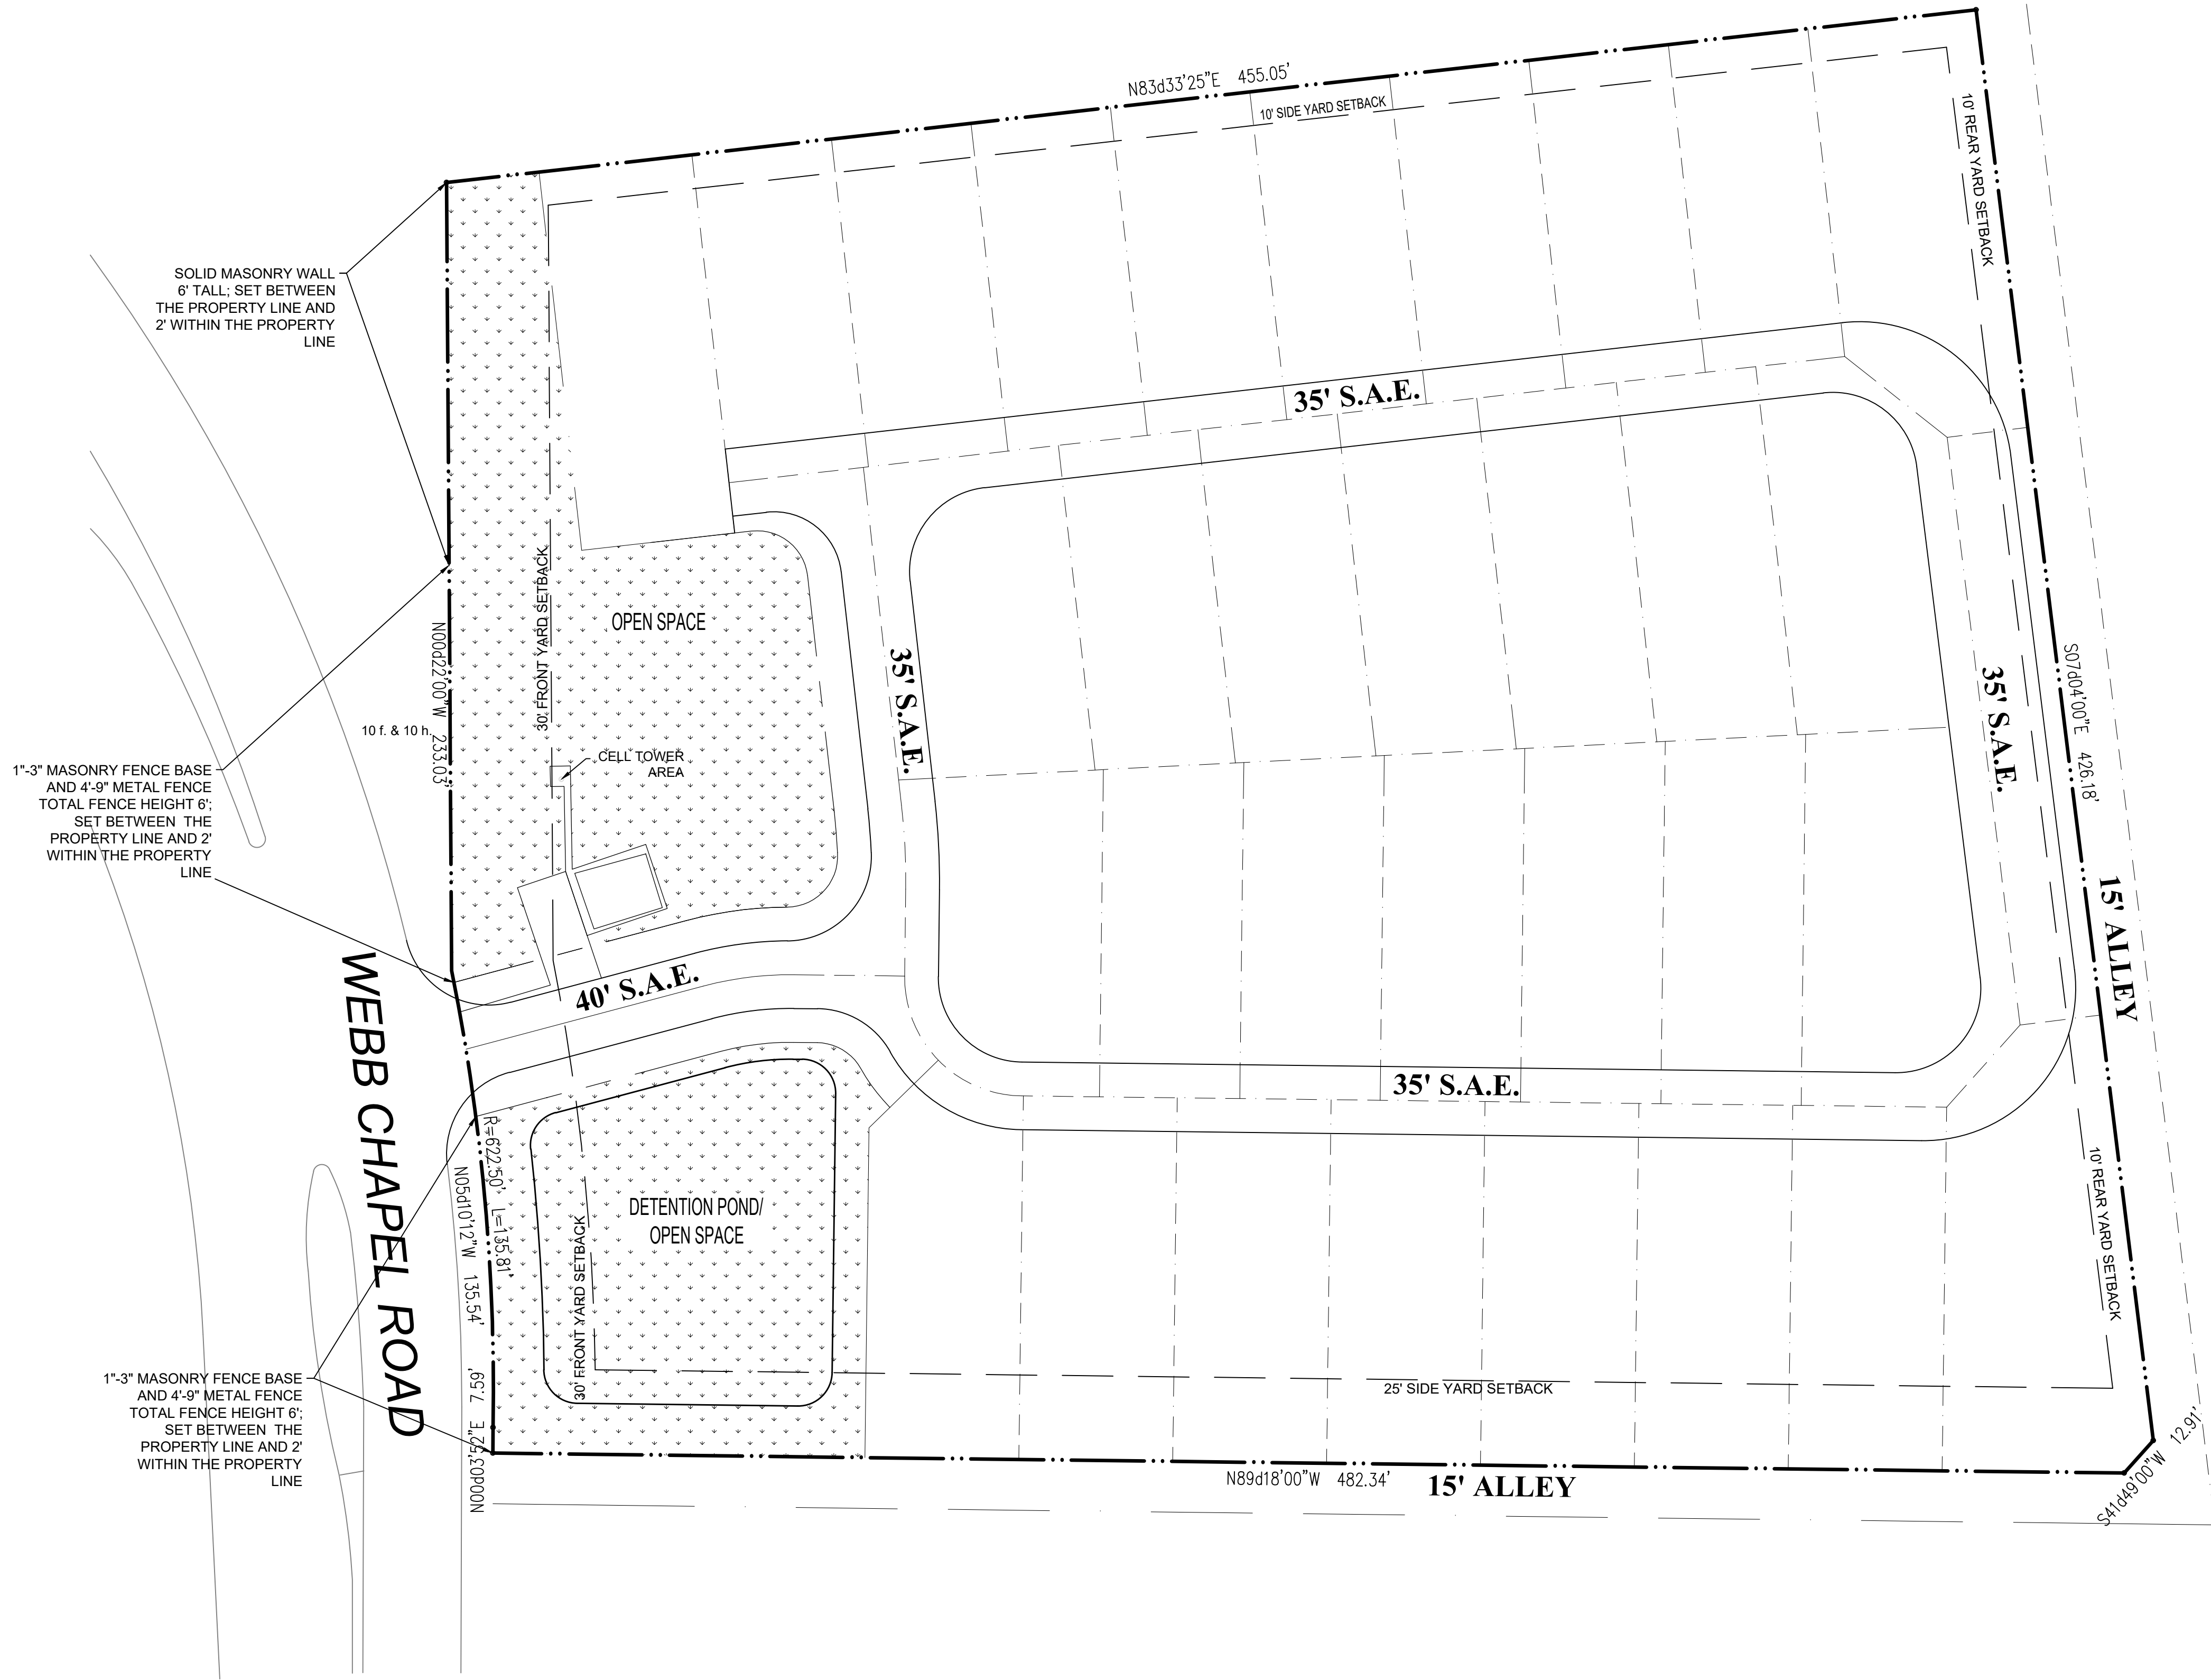 N83d33'25"E 455.05'
10' SIDE YARD SETBACK
10' REAR YARD SETBACK
SOLID MASONRY WALL
6' TALL; SET BETWEEN
THE PROPERTY LINE AND
2' WITHIN THE PROPERTY
LINE
35' S.A.E.
30' FRONT YARD SETBACK
OPEN SPACE
N00d22'00"W 233.03'
10 f. & 10 h.
35' S.A.E.
35' S.A.E.
S07d04'00"E 426.18'
CELL TOWER
AREA
1"-3" MASONRY FENCE BASE
AND 4'-9" METAL FENCE
TOTAL FENCE HEIGHT 6';
SET BETWEEN THE
PROPERTY LINE AND 2'
WITHIN THE PROPERTY
LINE
15' ALLEY
WEBB CHAPEL ROAD
40' S.A.E.
35' S.A.E.
R=622.50' L=135.81'
N05d10'12"W 135.54'
DETENTION POND/
OPEN SPACE
30' FRONT YARD SETBACK
10' REAR YARD SETBACK
1"-3" MASONRY FENCE BASE
AND 4'-9" METAL FENCE
TOTAL FENCE HEIGHT 6';
SET BETWEEN THE
PROPERTY LINE AND 2'
WITHIN THE PROPERTY
LINE
N00d03'52"E 7.59'
25' SIDE YARD SETBACK
N89d18'00"W 482.34'
15' ALLEY
S41d49'00"W 12.91'